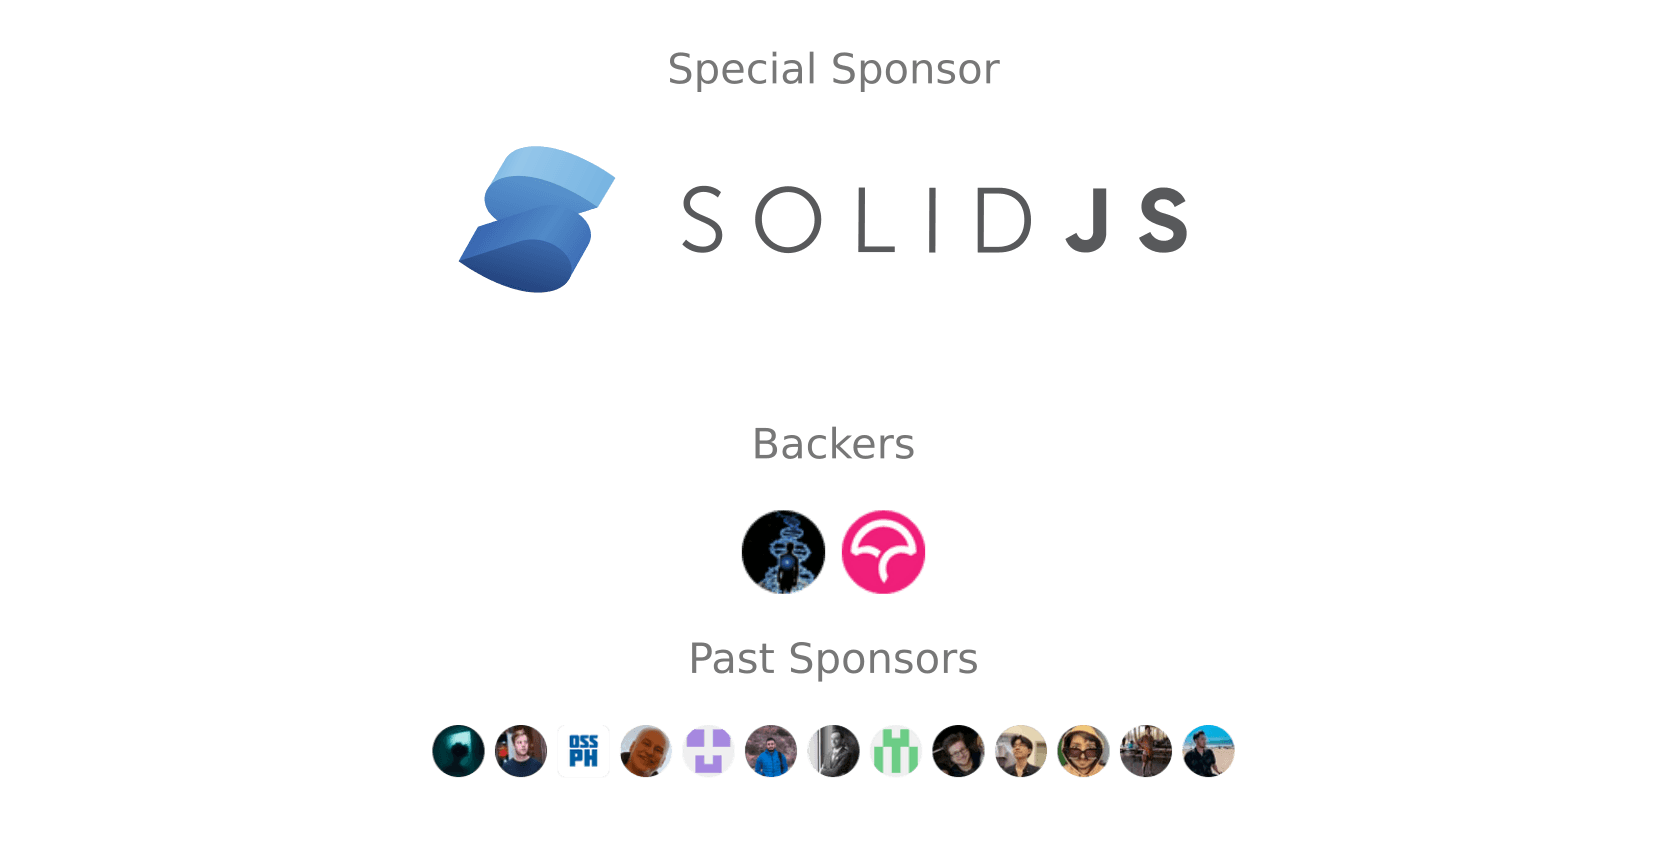 Special Sponsor
SOLIDJS
Backers
Past Sponsors
OSS
PH